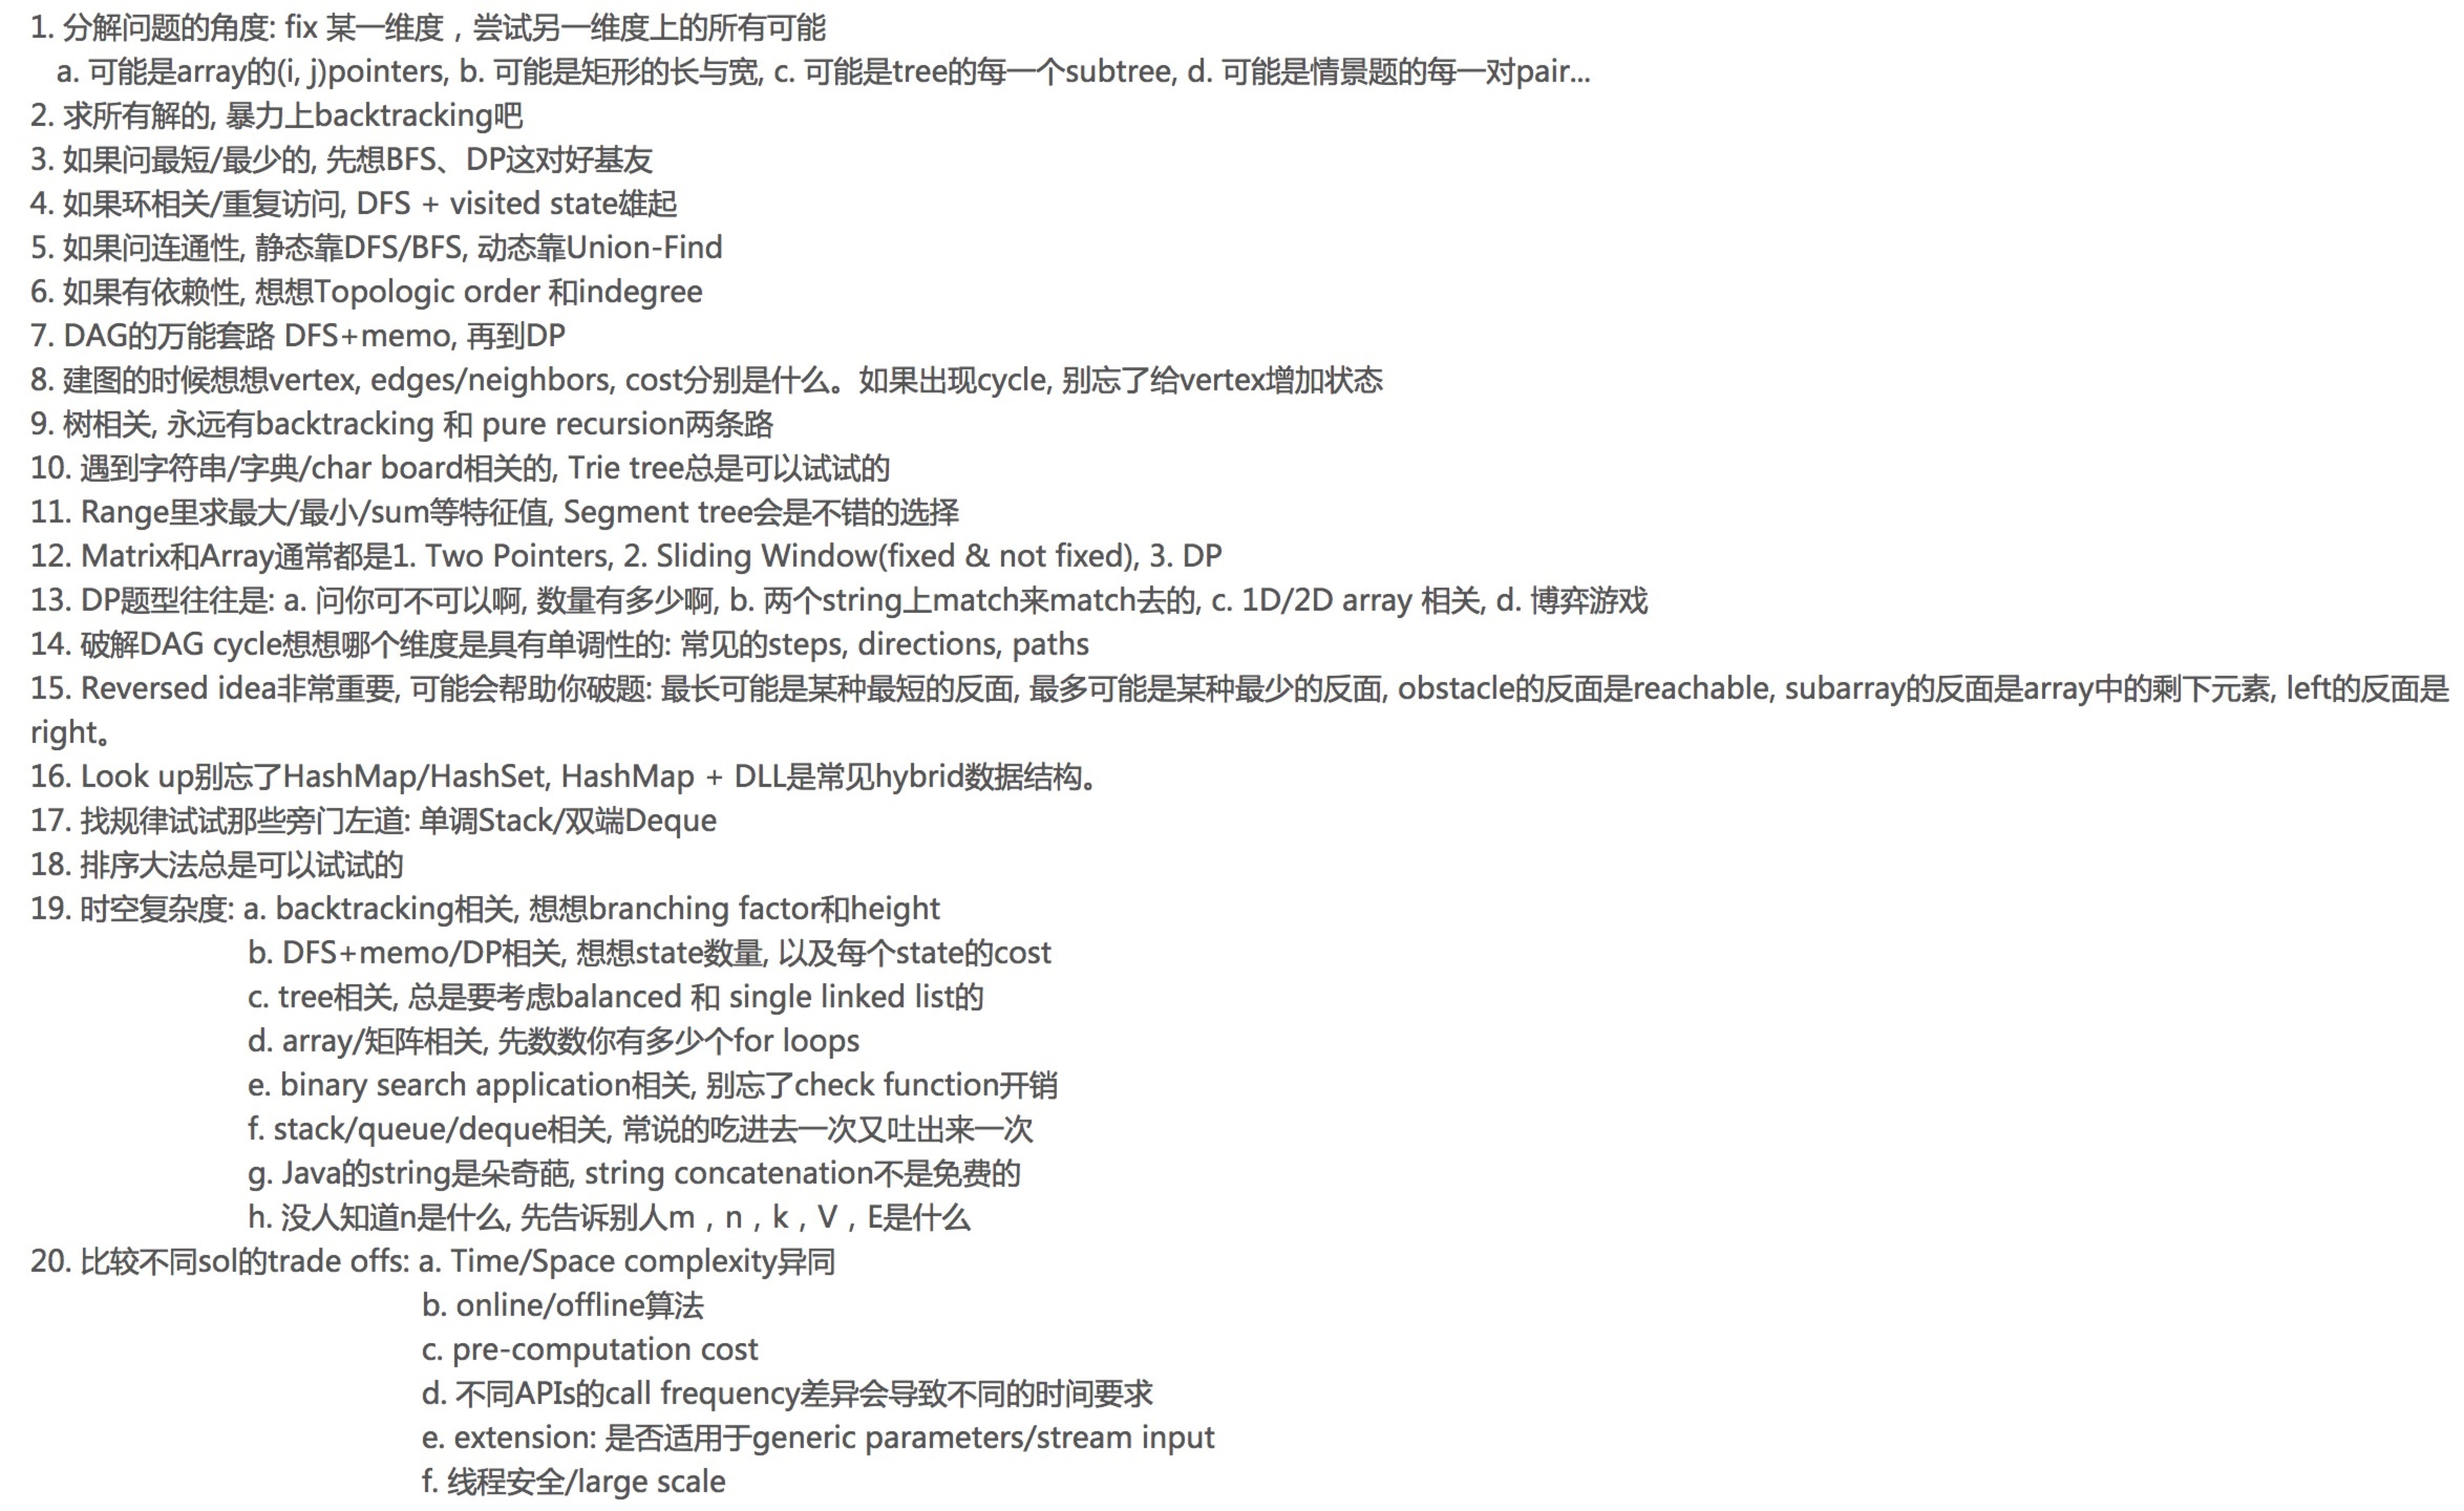 1. 分解问题的角度: fix 某一维度，尝试另一维度上的所有可能
a. 可能是array的(i, j)pointers, b. 可能是矩形的长与宽, c. 可能是tree的每一个subtree, d. 可能是情景题的每一对pair...
2. 求所有解的, 暴力上backtracking吧
3. 如果问最短/最少的, 先想BFS、DP这对好基友
4. 如果环相关/重复访问, DFS + visited state雄起
5. 如果问连通性, 静态靠DFS/BFS, 动态靠Union-Find
6. 如果有依赖性, 想想Topologic order 和indegree
7. DAG的万能套路 DFS+memo, 再到DP
8. 建图的时候想想vertex, edges/neighbors, cost分别是什么。如果出现cycle, 别忘了给vertex增加状态
9. 树相关, 永远有backtracking 和 pure recursion两条路
10. 遇到字符串/字典/char board相关的, Trie tree总是可以试试的
11. Range里求最大/最小/sum等特征值, Segment tree会是不错的选择
12. Matrix和Array通常都是1. Two Pointers, 2. Sliding Window(fixed & not fixed), 3. DP
13. DP题型往往是: a. 问你可不可以啊, 数量有多少啊, b. 两个string上match来match去的, c. 1D/2D array 相关, d. 博弈游戏
14. 破解DAG cycle想想哪个维度是具有单调性的: 常见的steps, directions, paths
15. Reversed idea非常重要, 可能会帮助你破题: 最长可能是某种最短的反面, 最多可能是某种最少的反面, obstacle的反面是reachable, subarray的反面是array中的剩下元素, left的反面是
right。
16. Look up别忘了HashMap/HashSet, HashMap + DLL是常见hybrid数据结构。
17. 找规律试试那些旁门左道: 单调Stack/双端Deque
18. 排序大法总是可以试试的
19. 时空复杂度: a. backtracking相关, 想想branching factor和height
b. DFS+memo/DP相关, 想想state数量, 以及每个state的cost
c. tree相关, 总是要考虑balanced 和 single linked list的
d. array/矩阵相关, 先数数你有多少个for loops
e. binary search application相关, 别忘了check function开销
f. stack/queue/deque相关, 常说的吃进去一次又吐出来一次
g. Java的string是朵奇葩, string concatenation不是免费的
h. 没人知道n是什么, 先告诉别人m，n，k，V，E是什么
20. 比较不同sol的trade offs: a. Time/Space complexity异同
b. online/offline算法
c. pre-computation cost
d. 不同APIs的call frequency差异会导致不同的时间要求
e. extension: 是否适用于generic parameters/stream input
f. 线程安全/large scale